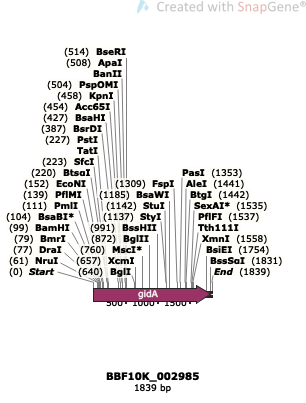 Created with SnapGene®
(514) BseRI
(508) ApaI
BanII
(504) PspOMI
(458) KpnI
(454) Acc65I
(427) BsaHI
(387) BsrDI
(227) PstI
TatI
(223) SfcI
(220) BtsαI
(152) EcoNI
(139) PflMI
(111) PmlI
(104) BsaBI*
(99) BamHI
(79) BmrI
(77) DraI
(61) NruI
(0) Start
(1309) FspI
(1185) BsaWI
(1142) StuI
(1137) StyI
(991) BssHII
(872) BglII
(760) MscI*
(657) XcmI
(640) BglI
PasI (1353)
AleI (1441)
BtgI (1442)
SexAI* (1535)
PflFI (1537)
Tth111I
XmnI (1558)
BsiEI (1754)
BssSαI (1831)
End (1839)
gidA
500 1000 1500
BBF10K_002985
1839 bp